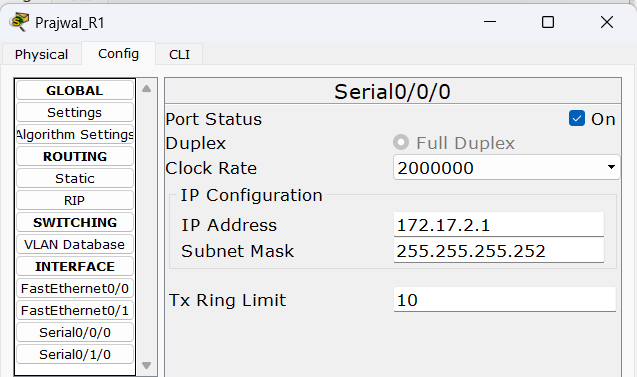 Prajwal_R1
Physical Config CLI
GLOBAL
Settings
Algorithm Settings
ROUTING
Static
RIP
SWITCHING
VLAN Database
INTERFACE
FastEthernet0/0
FastEthernet0/1
Serial0/0/0
Serial0/1/0
Serial0/0/0
Port Status On
Duplex Full Duplex
Clock Rate 2000000
IP Configuration
IP Address 172.17.2.1
Subnet Mask 255.255.255.252
Tx Ring Limit 10